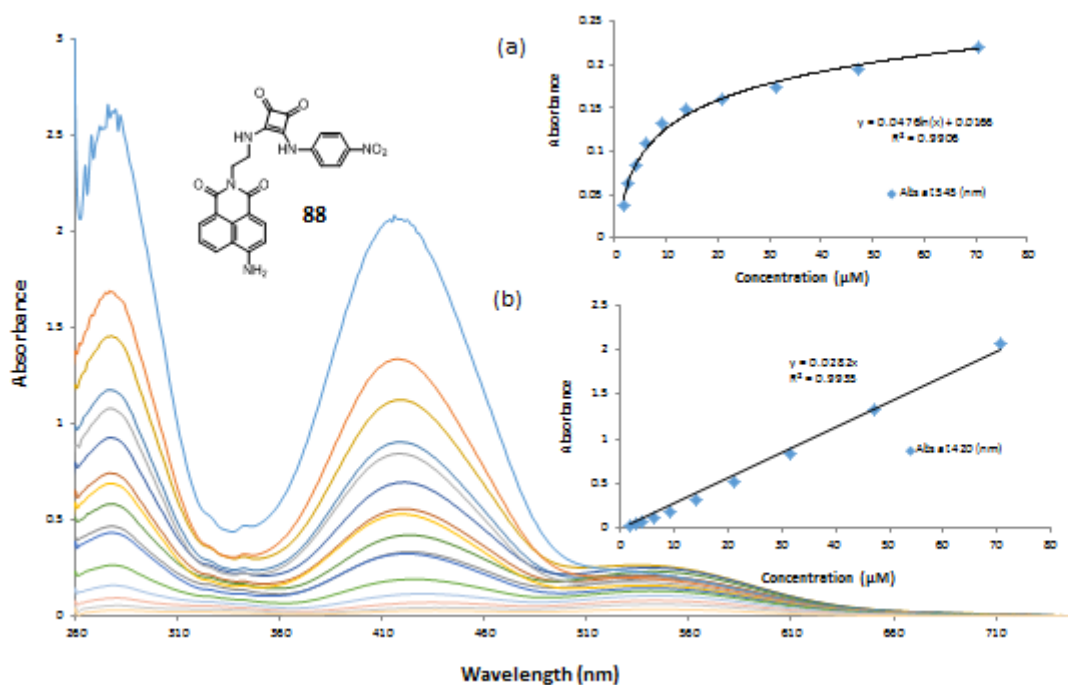 (a)
3
2.5
2
1.5
1
0.5
0
Absorbance
260
310
360
410
460
510
560
610
660
710
Wavelength (nm)
O
O
NH
NH
NO₂
O
N
O
NH₂
88
0.25
0.2
0.15
0.1
0.05
0
Absorbance
y = 0.0476ln(x) + 0.0166
R² = 0.9906
Abs at 545 (nm)
0
10
20
30
40
50
60
70
80
Concentration (µM)
(b)
2.5
2
1.5
1
0.5
0
Absorbance
y = 0.0282x
R² = 0.9935
Abs at 420 (nm)
0
10
20
30
40
50
60
70
80
Concentration (µM)